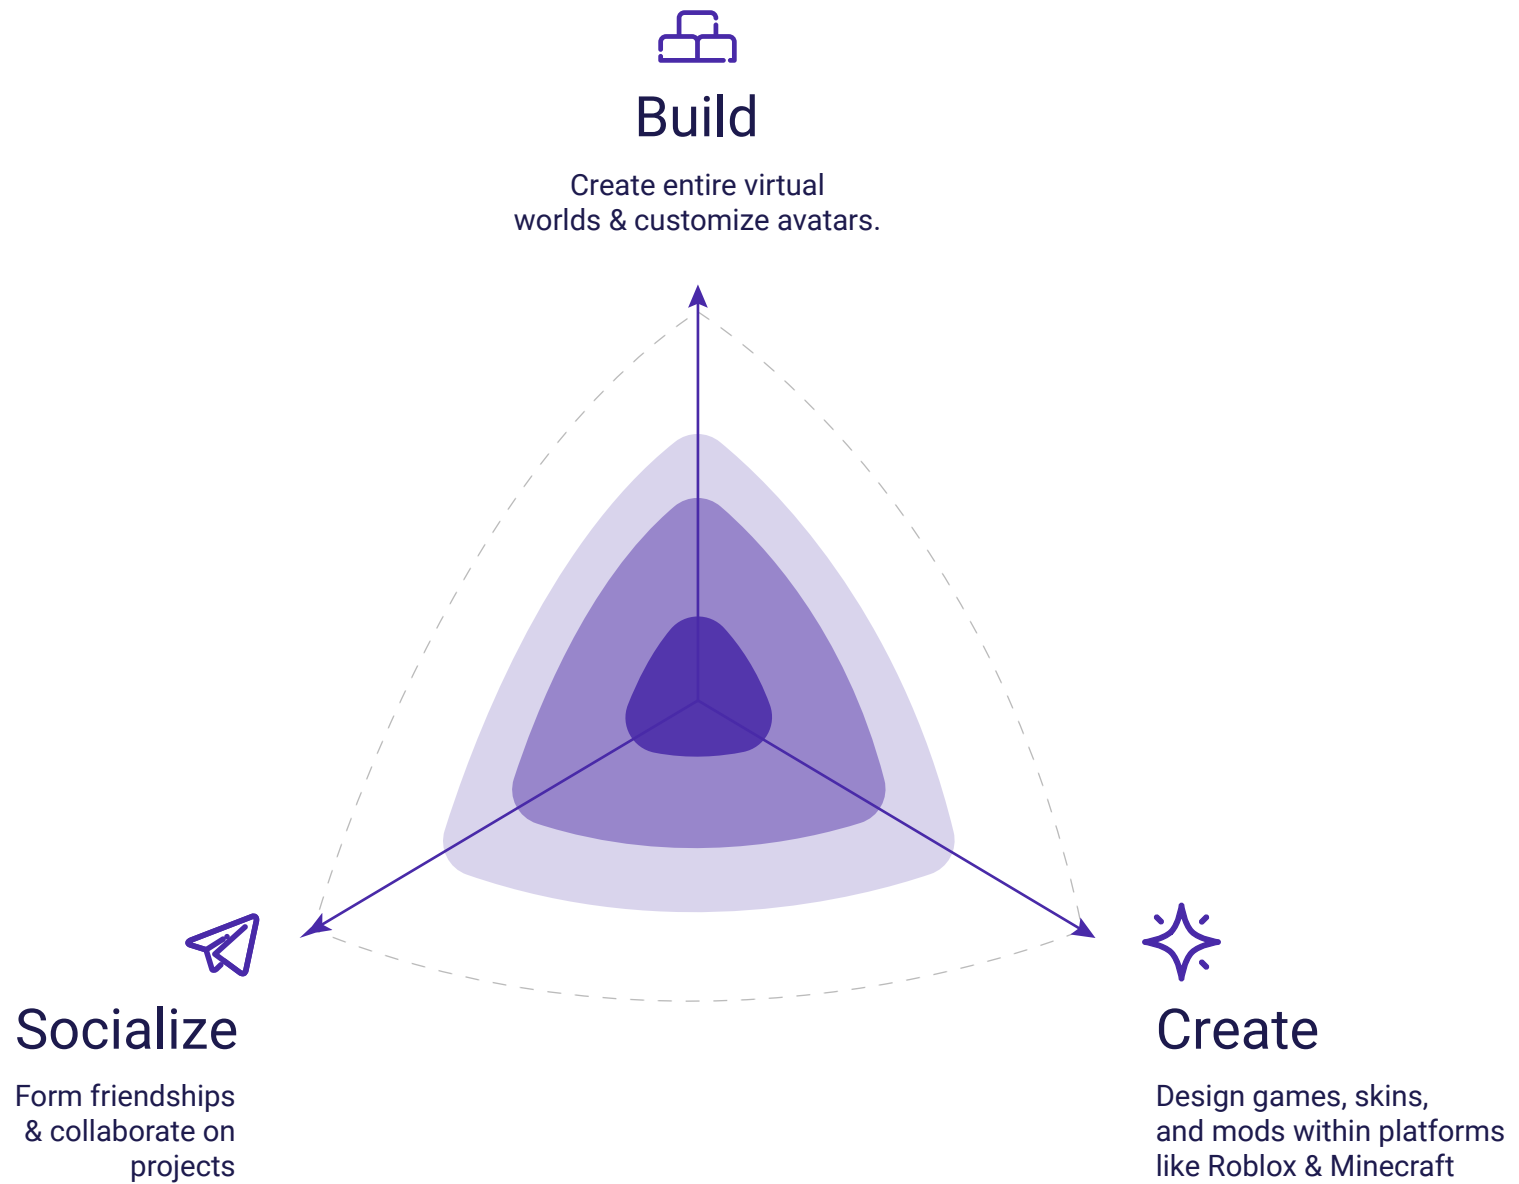 Build
Create entire virtual
worlds & customize avatars.
Socialize
Form friendships
& collaborate on
projects
Create
Design games, skins,
and mods within platforms
like Roblox & Minecraft